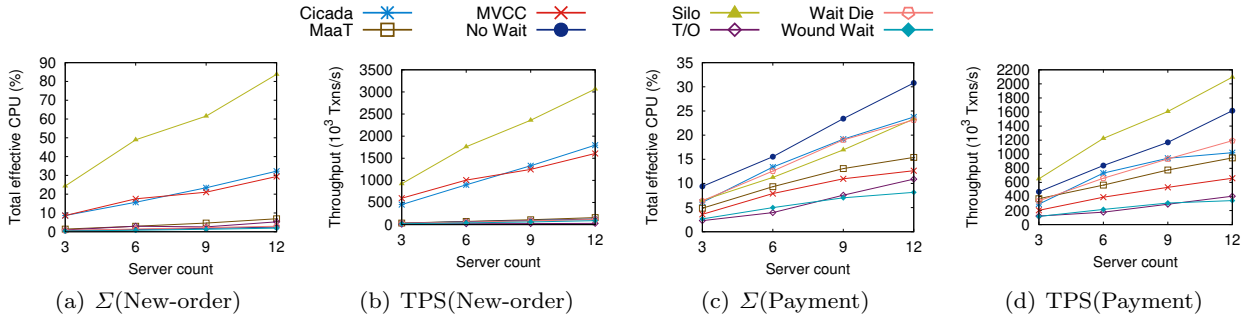 Cicada MVCC Silo Wait Die
MaaT No Wait T/O Wound Wait
Total effective CPU (%)
90
80
70
60
50
40
30
20
10
0
3 6 9 12
Server count
(a) Σ(New-order)
Throughput (10³ Txns/s)
3500
3000
2500
2000
1500
1000
500
0
3 6 9 12
Server count
(b) TPS(New-order)
Total effective CPU (%)
35
30
25
20
15
10
5
0
3 6 9 12
Server count
(c) Σ(Payment)
Throughput (10³ Txns/s)
2200
2000
1800
1600
1400
1200
1000
800
600
400
200
0
3 6 9 12
Server count
(d) TPS(Payment)